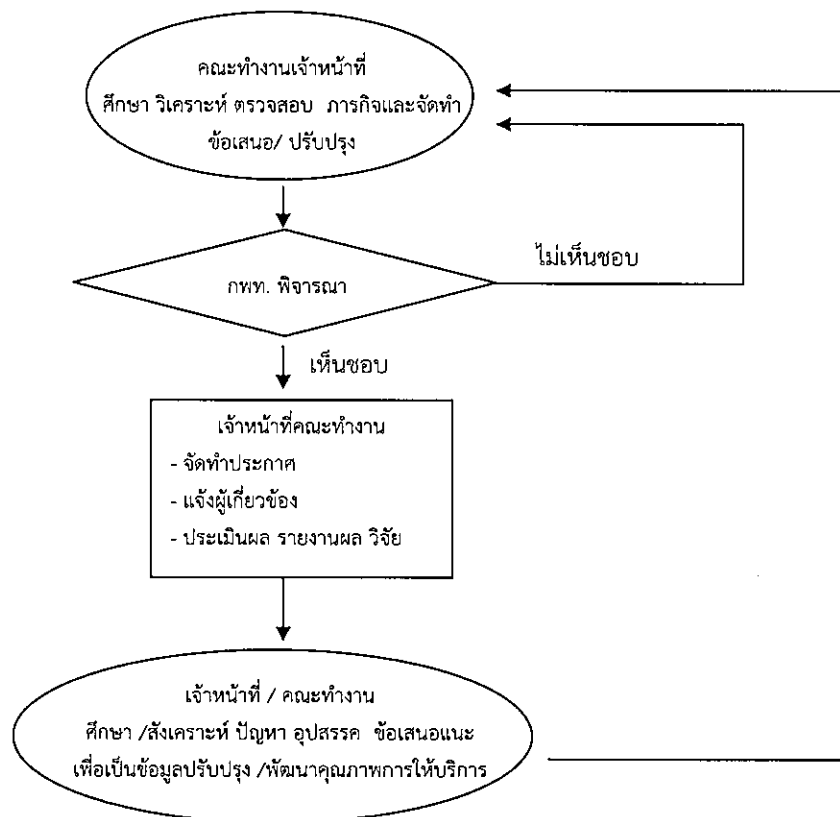 คณะทำงานเจ้าหน้าที่
ศึกษา วิเคราะห์ ตรวจสอบ ภารกิจและจัดทำ
ข้อเสนอ/ ปรับปรุง
กพท. พิจารณา
ไม่เห็นชอบ
เห็นชอบ
เจ้าหน้าที่คณะทำงาน
- จัดทำประกาศ
- แจ้งผู้เกี่ยวข้อง
- ประเมินผล รายงานผล วิจัย
เจ้าหน้าที่ / คณะทำงาน
ศึกษา /สังเคราะห์ ปัญหา อุปสรรค ข้อเสนอแนะ
เพื่อเป็นข้อมูลปรับปรุง /พัฒนาคุณภาพการให้บริการ